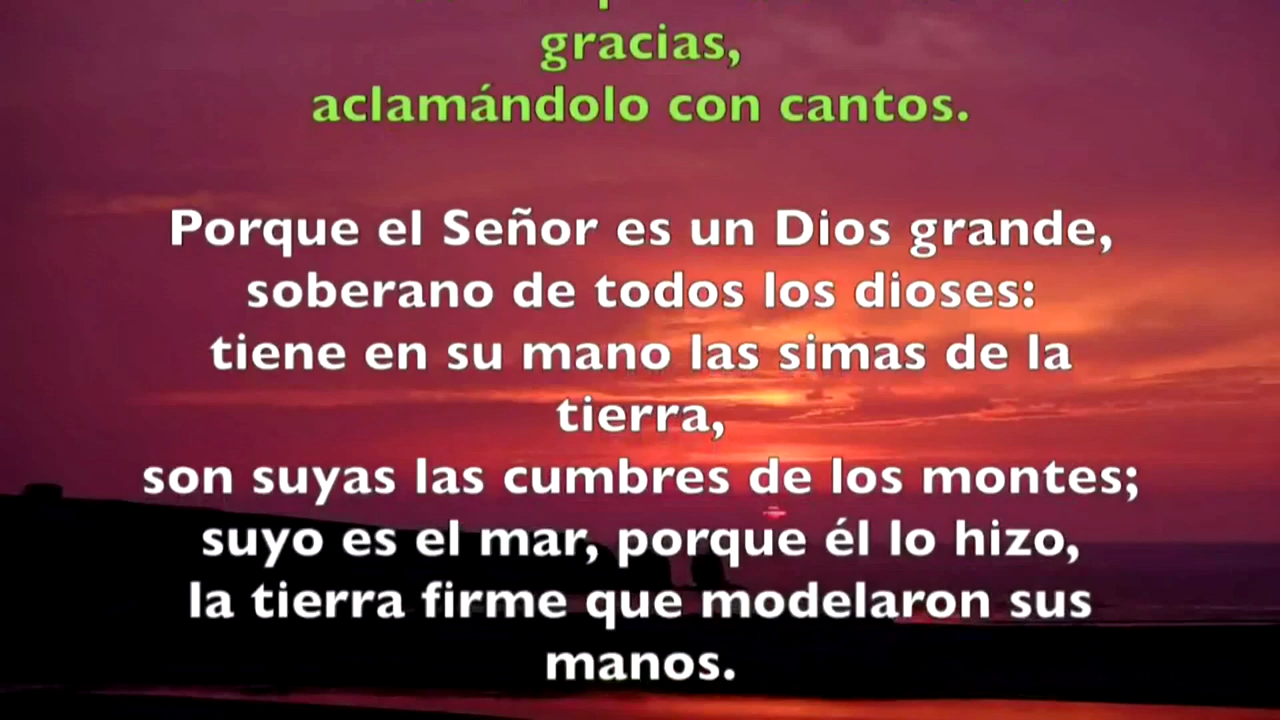 gracias,
aclamándolo con cantos.
Porque el Señor es un Dios grande,
soberano de todos los dioses:
tiene en su mano las simas de la
tierra,
son suyas las cumbres de los montes;
suyo es el mar, porque él lo hizo,
la tierra firme que modelaron sus
manos.